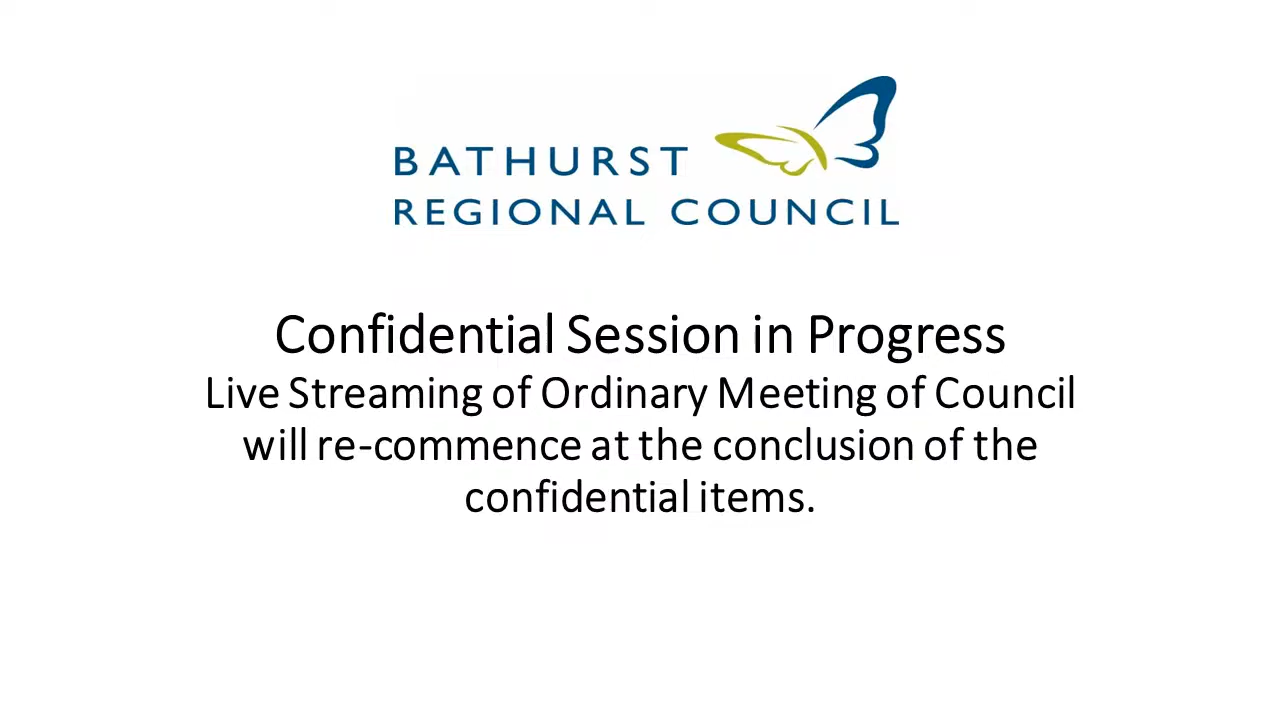 BATHURST
REGIONAL COUNCIL
Confidential Session in Progress
Live Streaming of Ordinary Meeting of Council
will re-commence at the conclusion of the
confidential items.